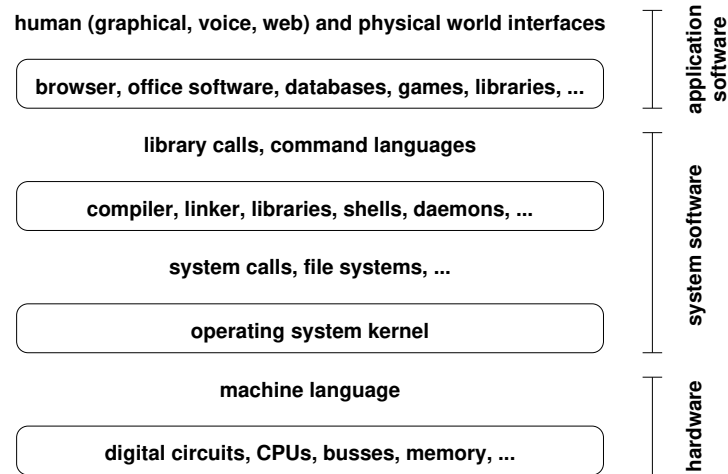 human (graphical, voice, web) and physical world interfaces
browser, office software, databases, games, libraries, ...
application
software
library calls, command languages
compiler, linker, libraries, shells, daemons, ...
system calls, file systems, ...
operating system kernel
system software
machine language
digital circuits, CPUs, busses, memory, ...
hardware